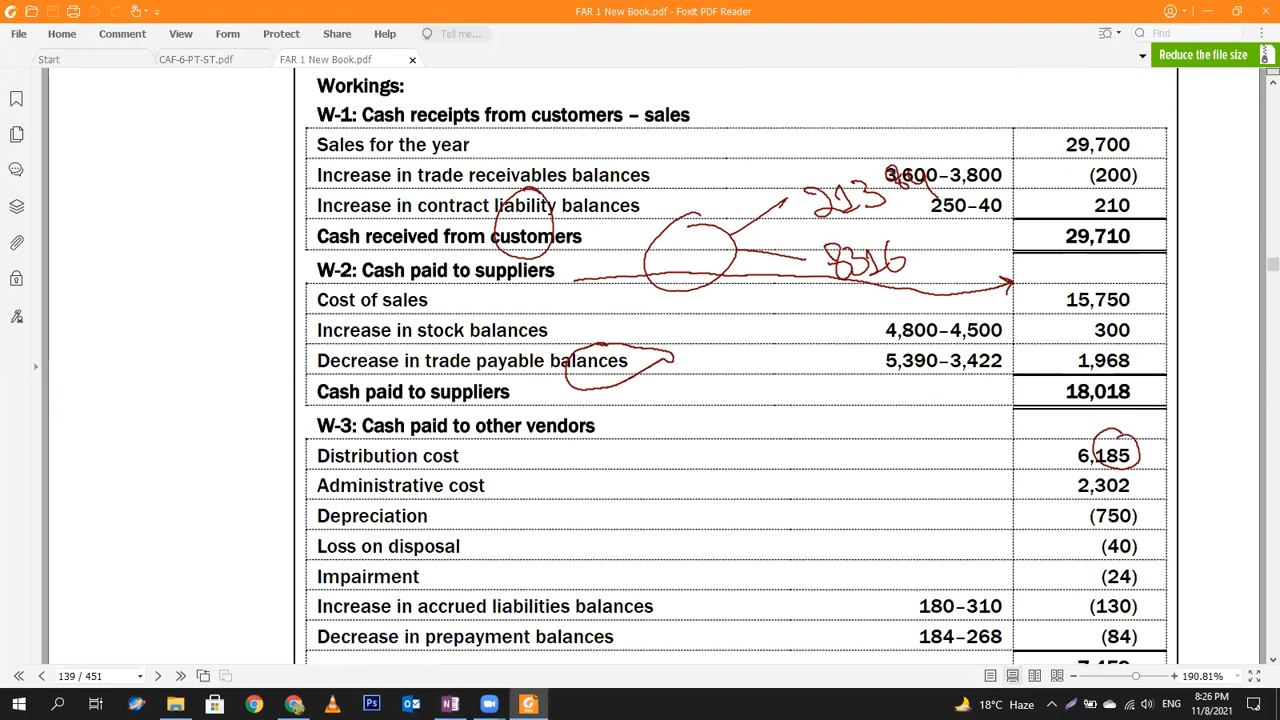 FAR 1 New Book.pdf - Foxit PDF Reader
File Home Comment View Form Protect Share Help Tell me... Find
Start CAF-6-PT-ST.pdf FAR 1 New Book.pdf Reduce the file size
Workings:
W-1: Cash receipts from customers – sales
Sales for the year 29,700
Increase in trade receivables balances 3,600–3,800 (200)
Increase in contract liability balances 250–40 210
Cash received from customers 29,710
W-2: Cash paid to suppliers
Cost of sales 15,750
Increase in stock balances 4,800–4,500 300
Decrease in trade payable balances 5,390–3,422 1,968
Cash paid to suppliers 18,018
W-3: Cash paid to other vendors
Distribution cost 6,185
Administrative cost 2,302
Depreciation (750)
Loss on disposal (40)
Impairment (24)
Increase in accrued liabilities balances 180–310 (130)
Decrease in prepayment balances 184–268 (84)
213
8316
139 / 451 190.81%
18°C Haze ENG 8:26 PM
11/8/2021